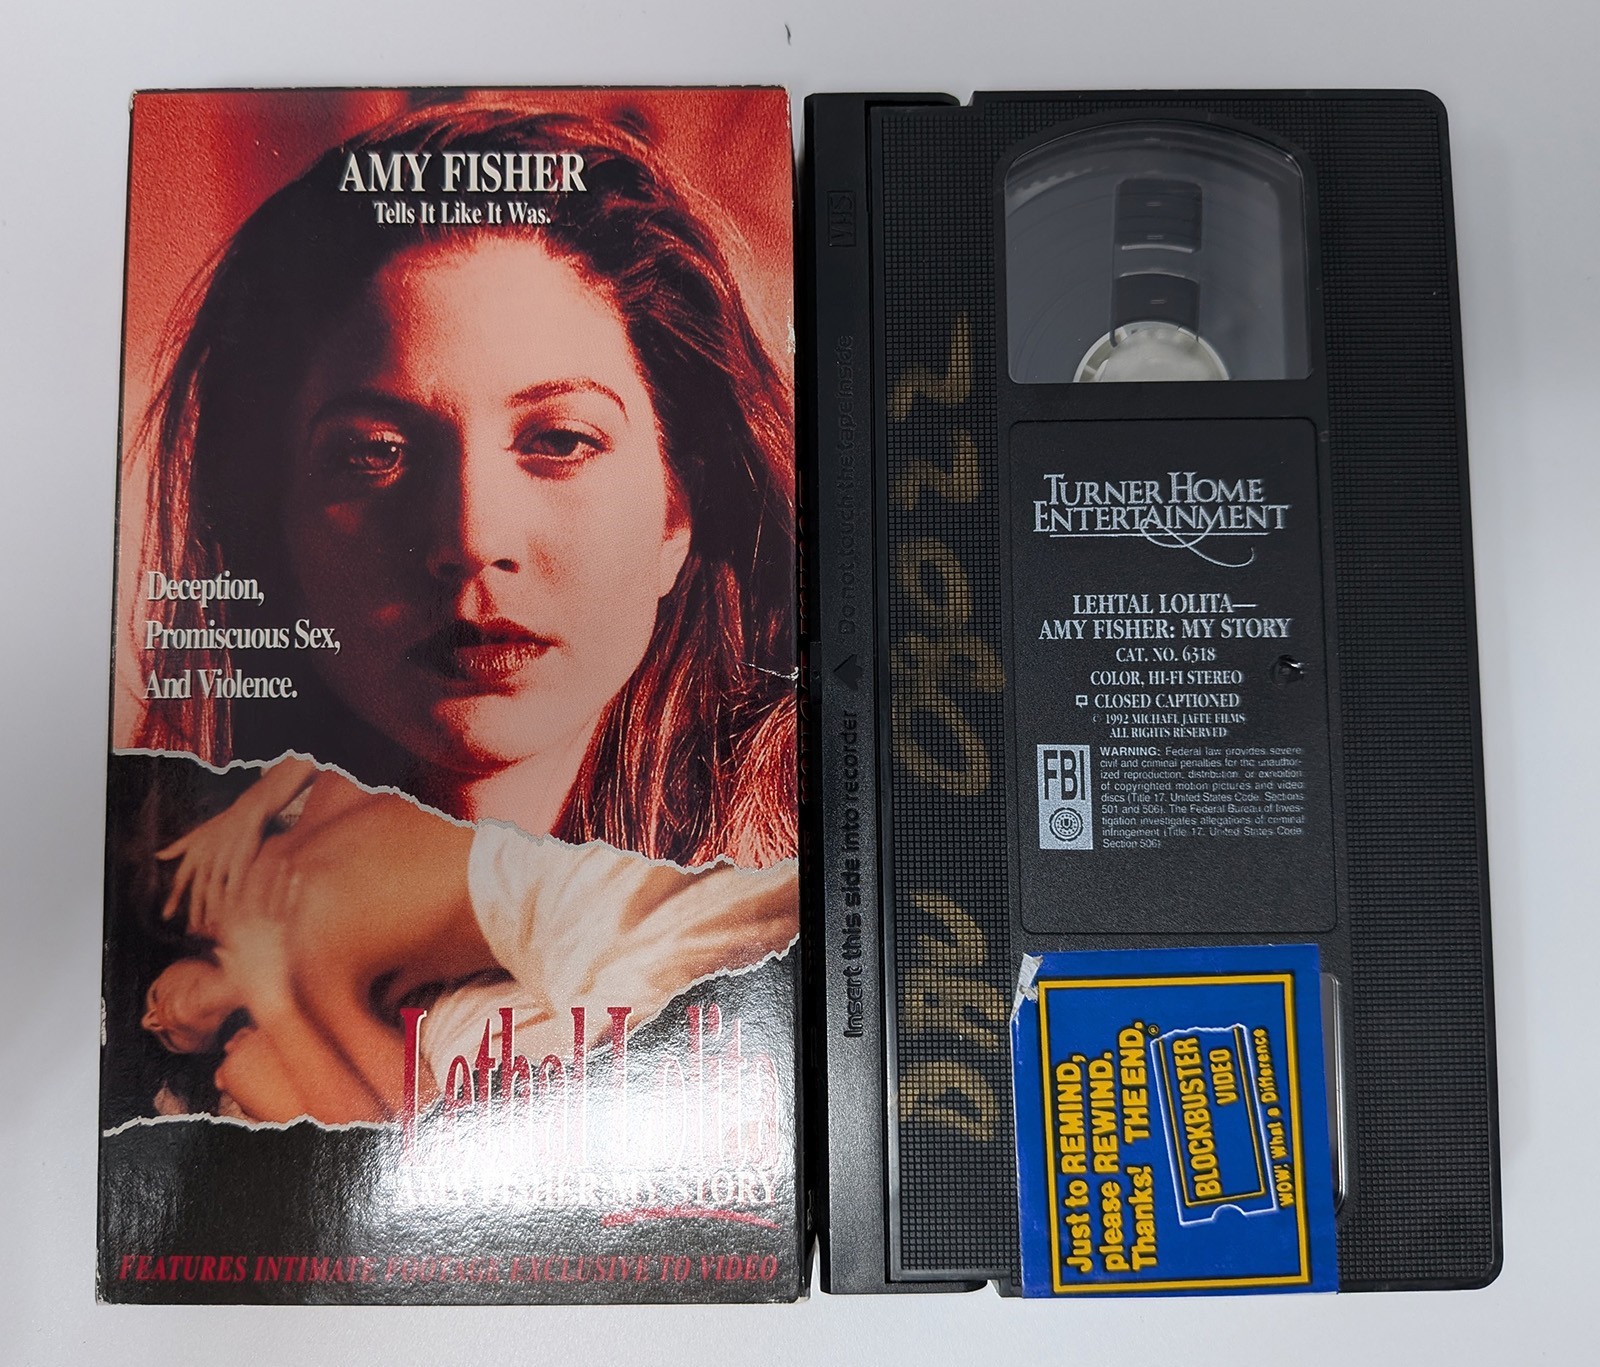 AMY FISHER
Tells It Like It Was.
Deception,
Promiscuous Sex,
And Violence.
Lethal Lolita
AMY FISHER MY STORY
FEATURES INTIMATE FOOTAGE EXCLUSIVE TO VIDEO
VHS
Do not touch the tape inside
Insert this side into recorder
TURNER HOME
ENTERTAINMENT
LEHTAL LOLITA—
AMY FISHER: MY STORY
CAT. NO. 6318
COLOR, HI-FI STEREO
CLOSED CAPTIONED
© 1992 MICHAEL JAFFE FILMS
ALL RIGHTS RESERVED
FBI
WARNING: Federal law provides severe
civil and criminal penalties for the unauthor-
ized reproduction, distribution, or exhibition
of copyrighted motion pictures and video
discs (Title 17, United States Code, Sections
501 and 506). The Federal Bureau of Inves-
tigation investigates allegations of criminal
infringement (Title 17, United States Code,
Section 506)
Just to REMIND,
please REWIND.
Thanks! THE END.®
BLOCKBUSTER
VIDEO
WOW! What a Difference